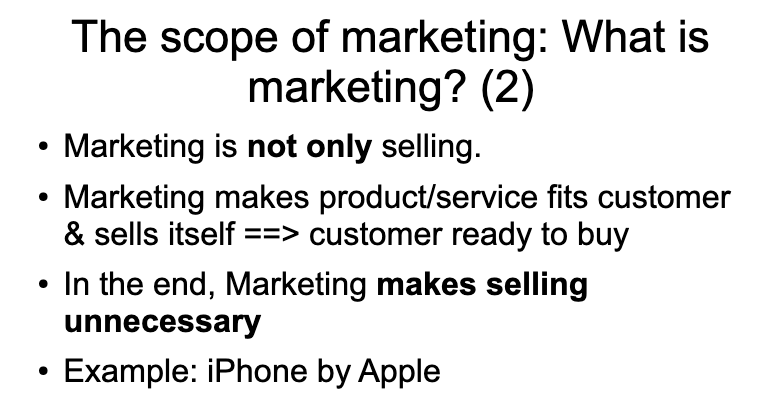 The scope of marketing: What is
marketing? (2)
• Marketing is not only selling.
• Marketing makes product/service fits customer
& sells itself ==> customer ready to buy
• In the end, Marketing makes selling
unnecessary
• Example: iPhone by Apple